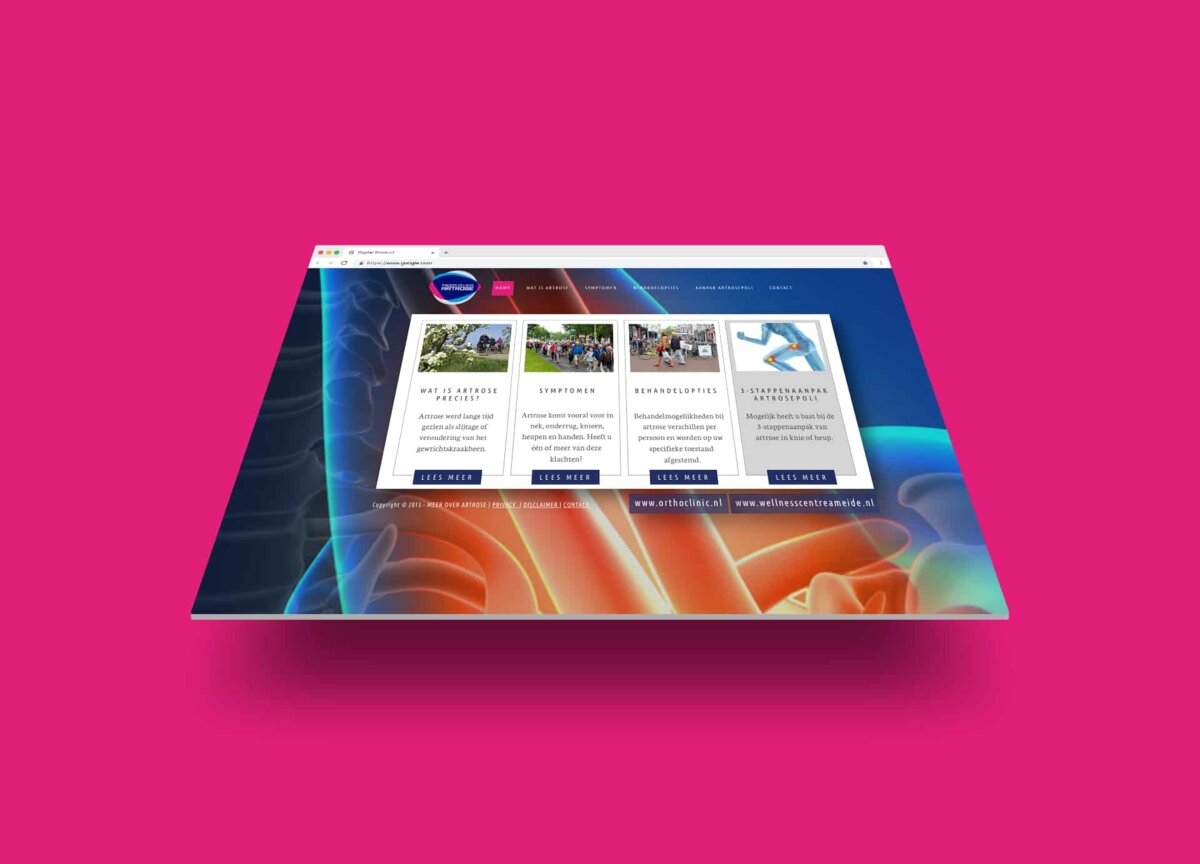 Digital Product
https://www.google.com
MEER OVER
ARTROSE
HOME
WAT IS ARTROSE
SYMPTOMEN
BEHANDELOPTIES
AANPAK ARTROSEPOLI
CONTACT
WAT IS ARTROSE
PRECIES?
Artrose werd lange tijd
gezien als slijtage of
veroudering van het
gewrichtskraakbeen.
LEES MEER
SYMPTOMEN
Artrose komt vooral voor in
nek, onderrug, knieën,
heupen en handen. Heeft u
één of meer van deze
klachten?
LEES MEER
BEHANDELOPTIES
Behandelmogelijkheden bij
artrose verschillen per
persoon en worden op uw
specifieke toestand
afgestemd.
LEES MEER
3-STAPPENAANPAK
ARTROSEPOLI
Mogelijk heeft u baat bij de
3-stappenaanpak van
artrose in knie of heup.
LEES MEER
Copyright © 2015 - MEER OVER ARTROSE | PRIVACY | DISCLAIMER | CONTACT
www.orthoclinic.nl
www.wellnesscentreameide.nl